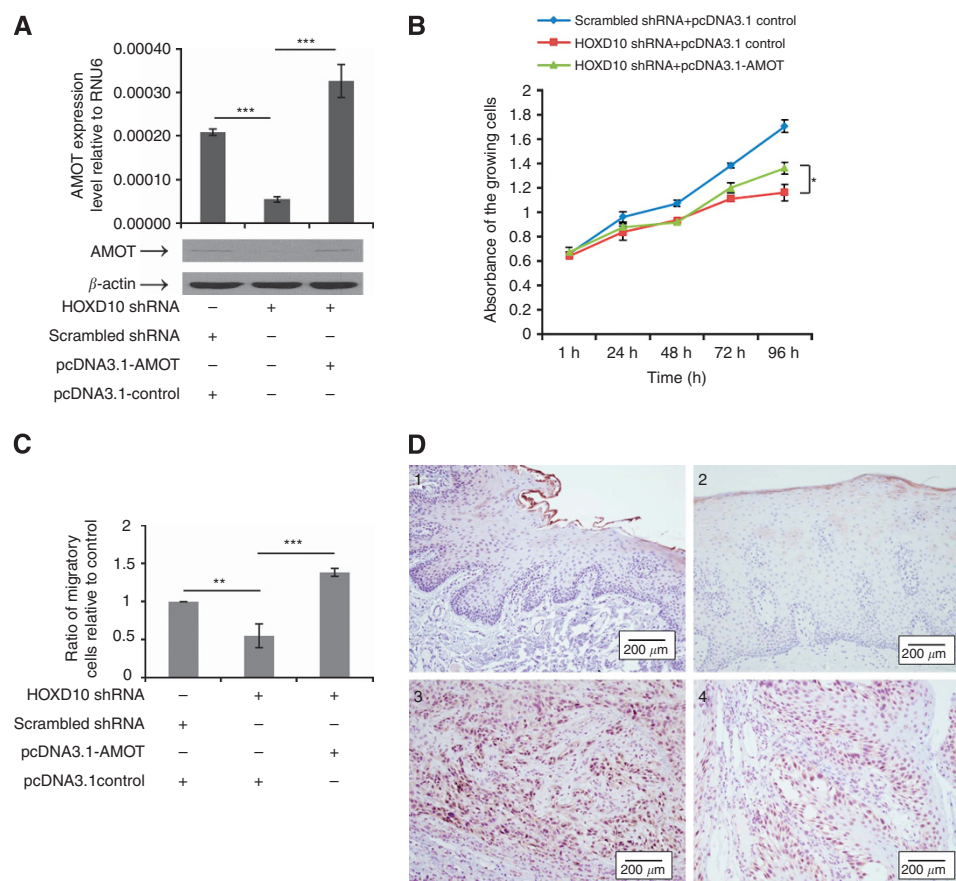 A
AMOT expression
level relative to RNU6
0.00040
0.00030
0.00020
0.00010
0.00000
***
***
AMOT
β-actin
HOXD10 shRNA – + +
Scrambled shRNA + – –
pcDNA3.1-AMOT – – +
pcDNA3.1-control + – –
B
Scrambled shRNA+pcDNA3.1 control
HOXD10 shRNA+pcDNA3.1 control
HOXD10 shRNA+pcDNA3.1-AMOT
Absorbance of the growing cells
2
1.8
1.6
1.4
1.2
1
0.8
0.6
0.4
0.2
0
*
1 h 24 h 48 h 72 h 96 h
Time (h)
C
Ratio of migratory
cells relative to control
2
1.5
1
0.5
0
**
***
HOXD10 shRNA – + +
Scrambled shRNA + – –
pcDNA3.1-AMOT – – +
pcDNA3.1control + + –
D
1
200 μm
2
200 μm
3
200 μm
4
200 μm